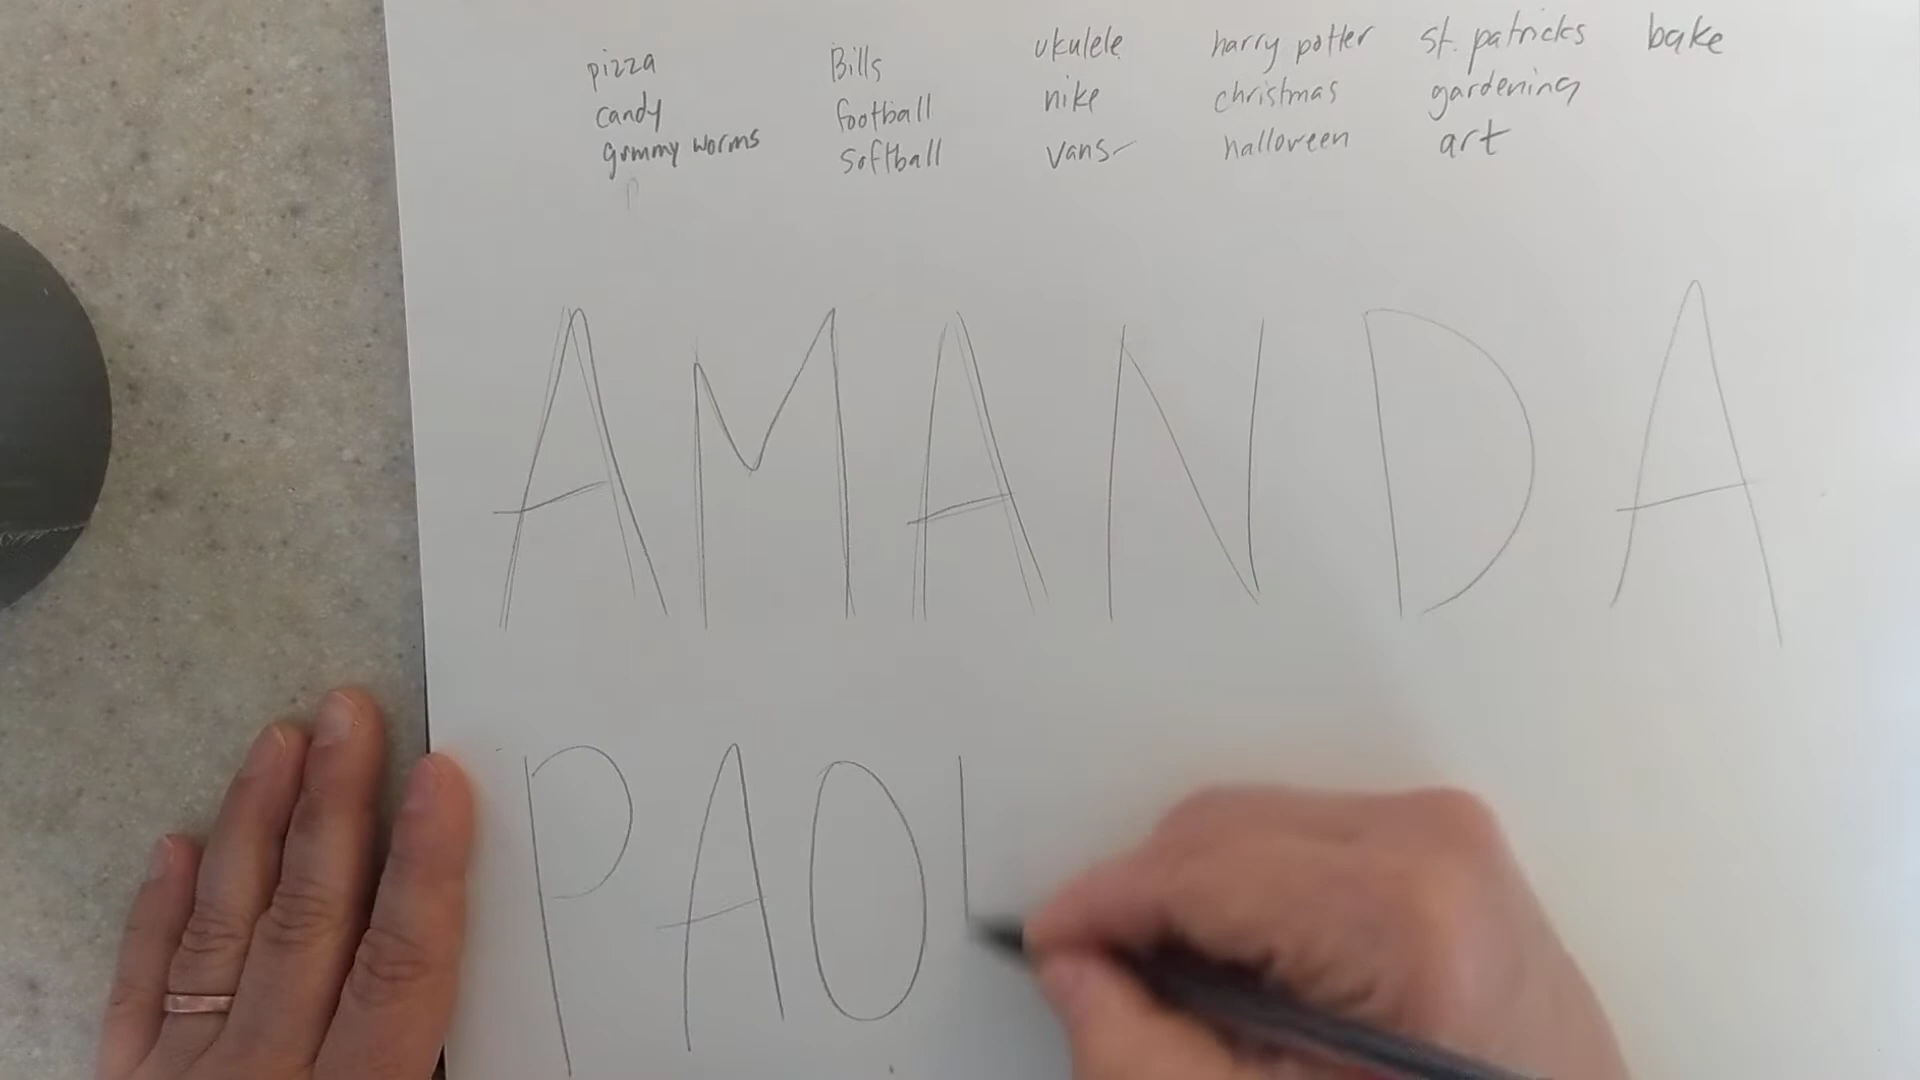 pizza
candy
gummy worms
Bills
football
softball
ukulele
nike
vans
harry potter
christmas
halloween
st. patricks
gardening
art
bake
AMANDA
PAOL